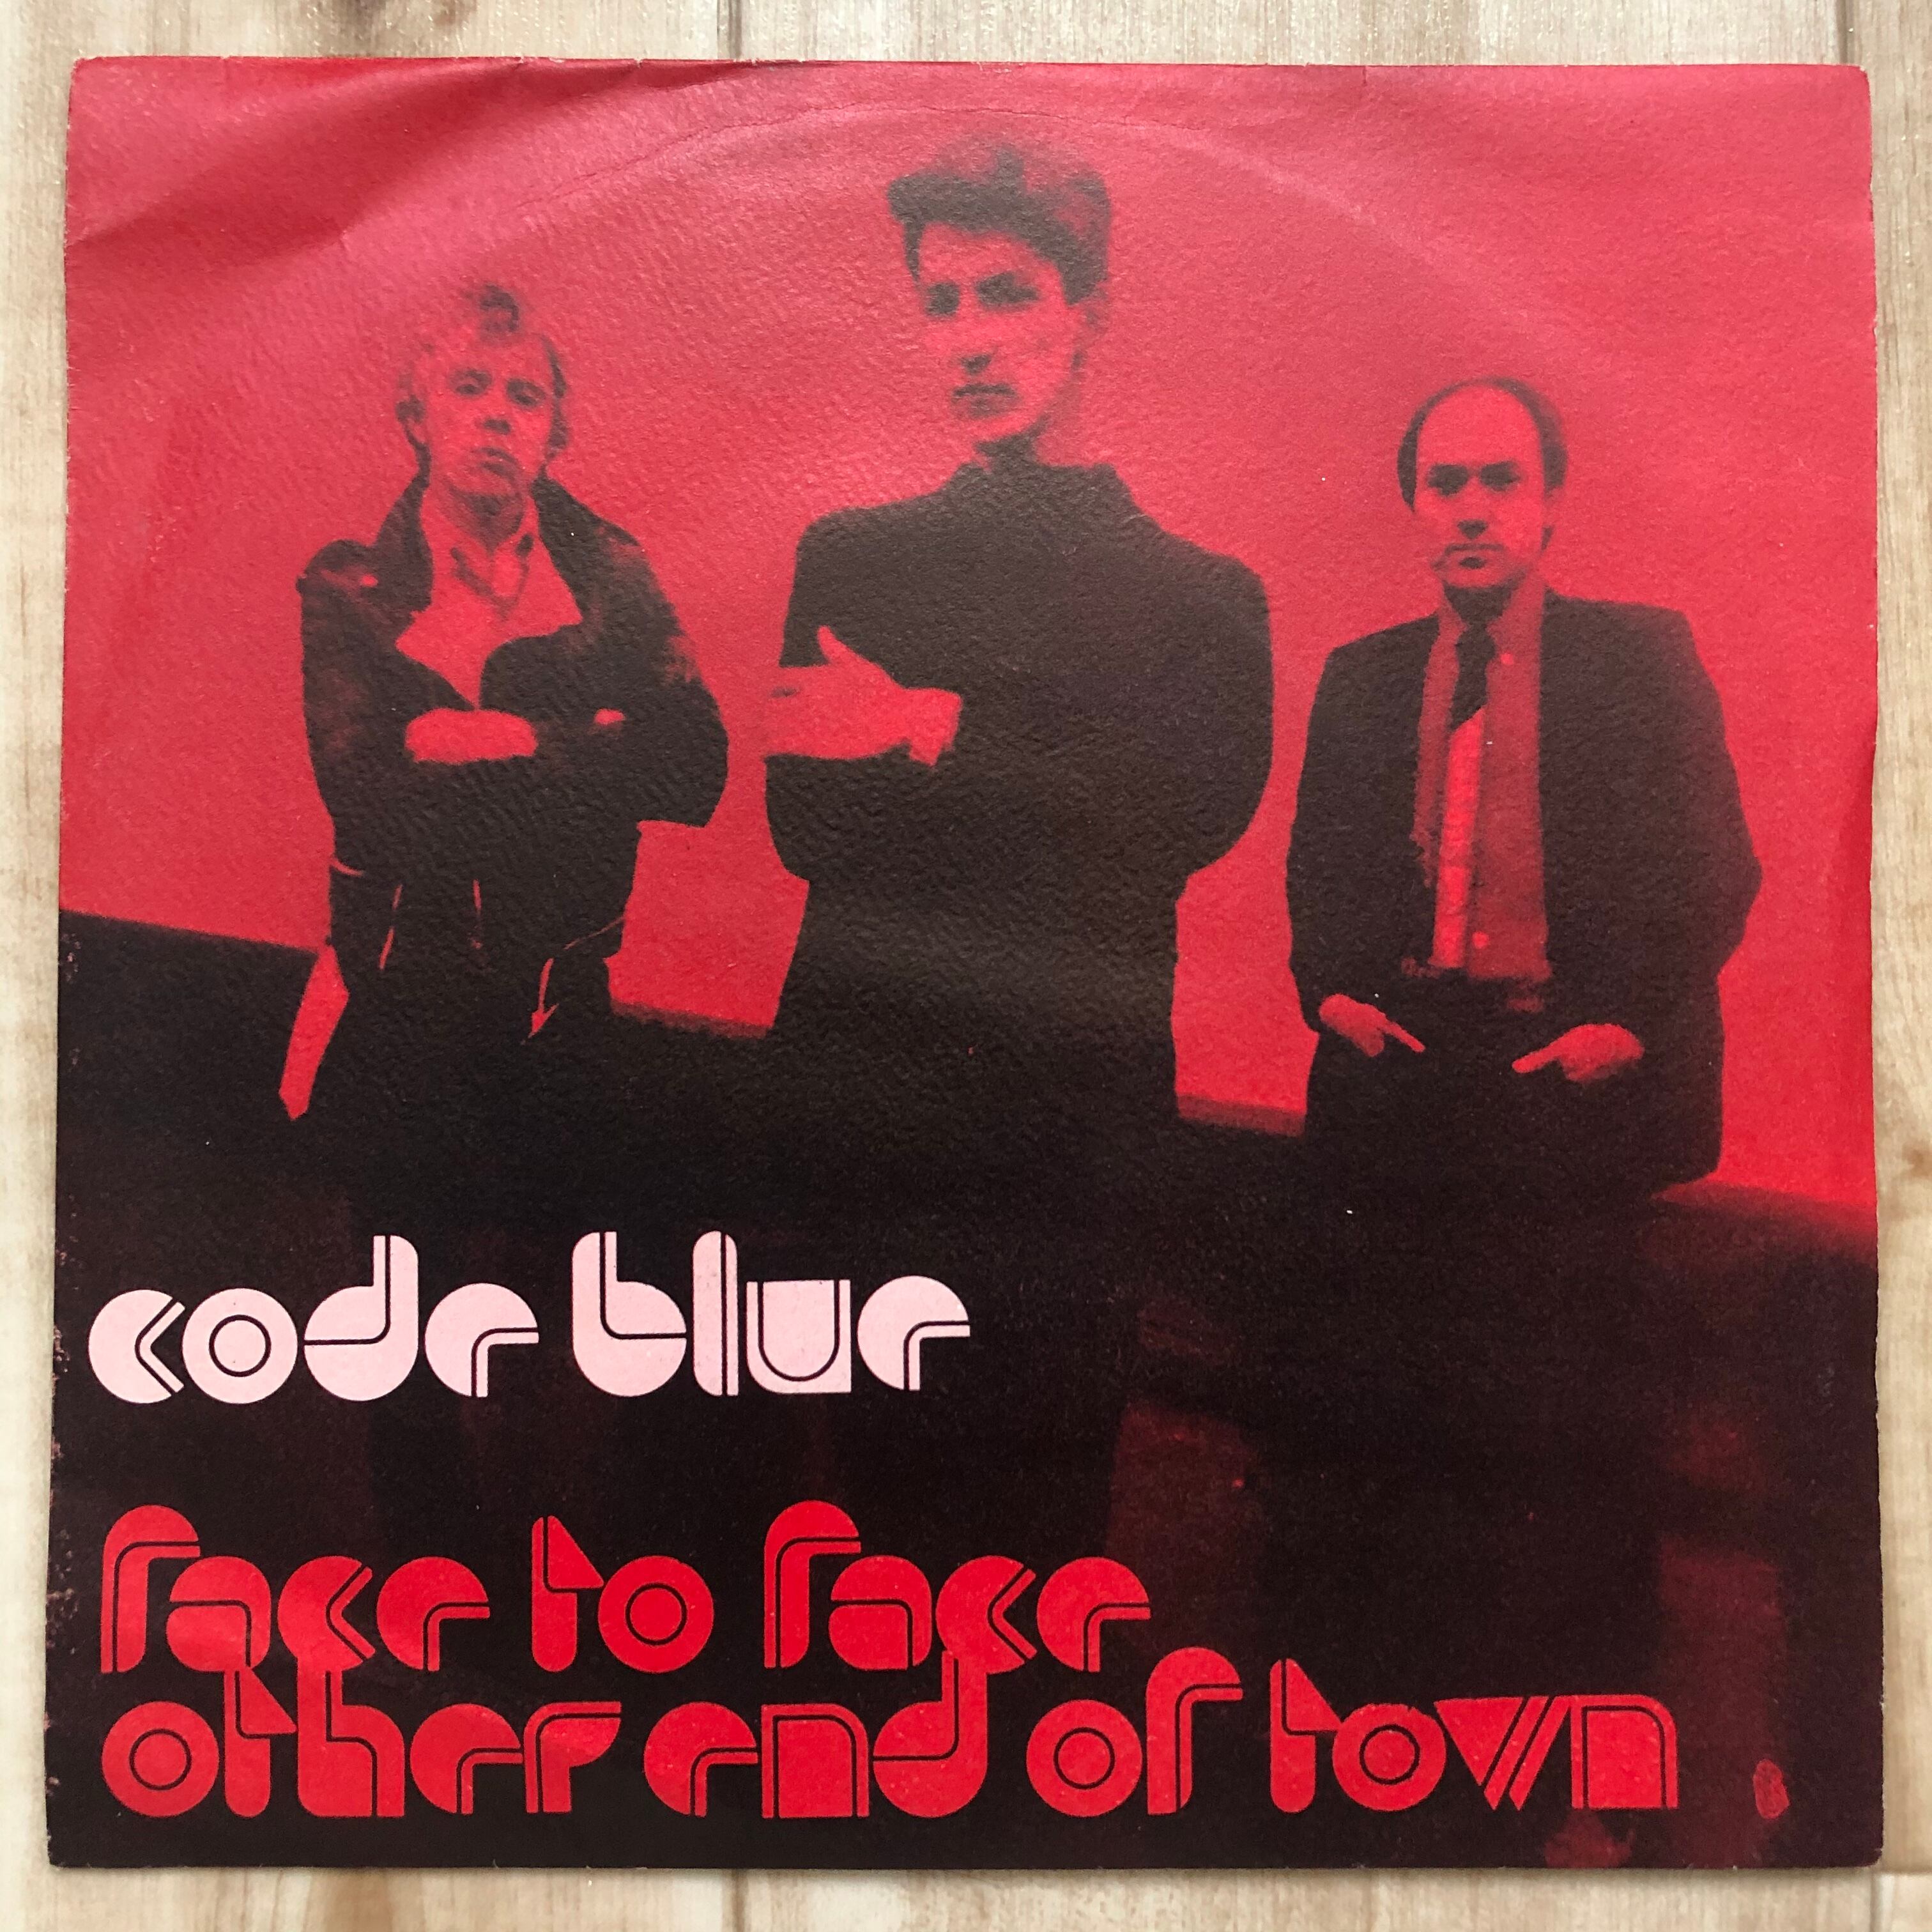 code blue
face to face
other end of town